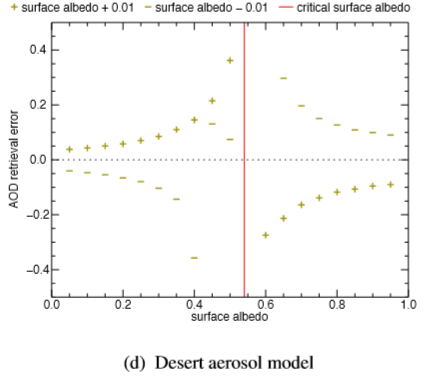 + surface albedo + 0.01 − surface albedo − 0.01 — critical surface albedo
0.4
0.2
0.0
−0.2
−0.4
AOD retrieval error
0.0 0.2 0.4 0.6 0.8 1.0
surface albedo
(d) Desert aerosol model